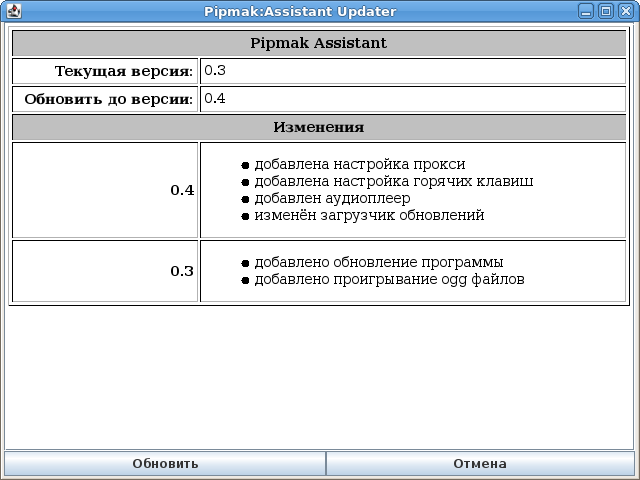 Pipmak:Assistant Updater
Pipmak Assistant
Текущая версия: 0.3
Обновить до версии: 0.4
Изменения
0.4
добавлена настройка прокси
добавлена настройка горячих клавиш
добавлен аудиоплеер
изменён загрузчик обновлений
0.3
добавлено обновление программы
добавлено проигрывание ogg файлов
Обновить Отмена